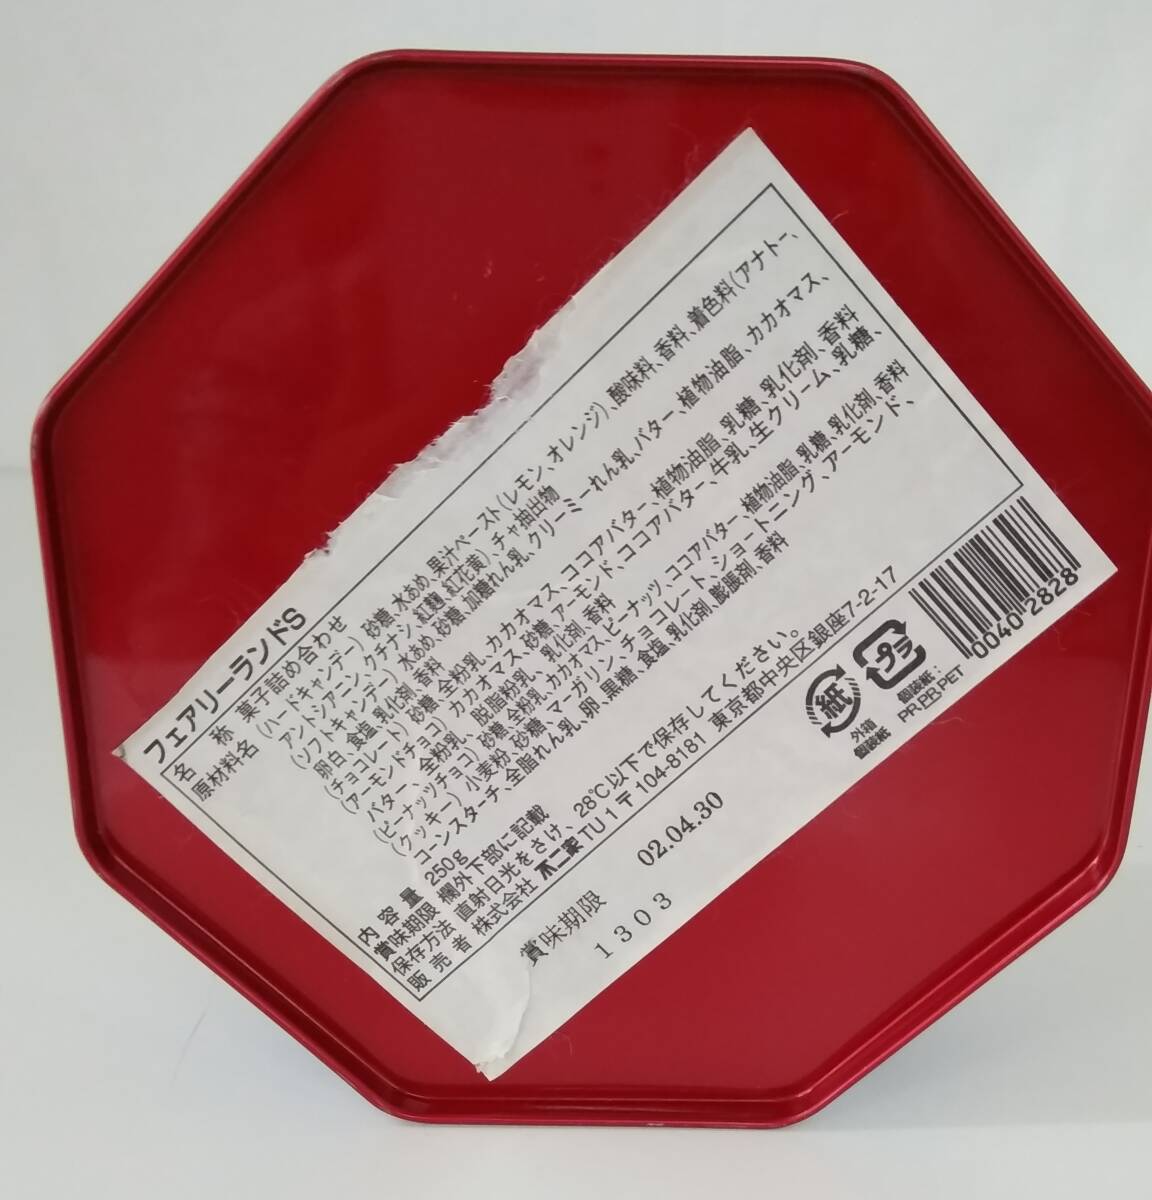 フェアリーランドS
名 称 菓子詰め合わせ
原材料名 (ハードキャンデー) 砂糖、水あめ、果汁ペースト(レモン、オレンジ)、酸味料、香料、着色料(アナトー、
アントシアニン、クチナシ、紅麹、紅花黄)、チャ抽出物
(ソフトキャンデー) 水あめ、砂糖、加糖れん乳、クリーミーれん乳、バター、植物油脂、カカオマス、
卵白、食塩、乳化剤、香料
(チョコレート) 砂糖、全粉乳、カカオマス、ココアバター、植物油脂、乳糖、乳化剤、香料
(アーモンドチョコ) カカオマス、砂糖、アーモンド、ココアバター、牛乳、生クリーム、乳糖、
バター、全粉乳、脱脂粉乳、乳化剤、香料
(ピーナッツチョコ) 砂糖、全粉乳、カカオマス、ピーナッツ、ココアバター、植物油脂、乳糖、乳化剤、香料
(クッキー) 小麦粉、砂糖、マーガリン、チョコレート、ショートニング、アーモンド、
コーンスターチ、全脂れん乳、卵、黒糖、食塩、乳化剤、膨脹剤、香料
内容量 250g
賞味期限 欄外下部に記載
保存方法 直射日光をさけ、28℃以下で保存してください。
販売者 株式会社 不二家 TU1 〒104-8181 東京都中央区銀座7-2-17
賞味期限 02.04.30
1303
紙
外箱
個装紙
プラ
個装紙:
PP,PB,PET
0040 2828